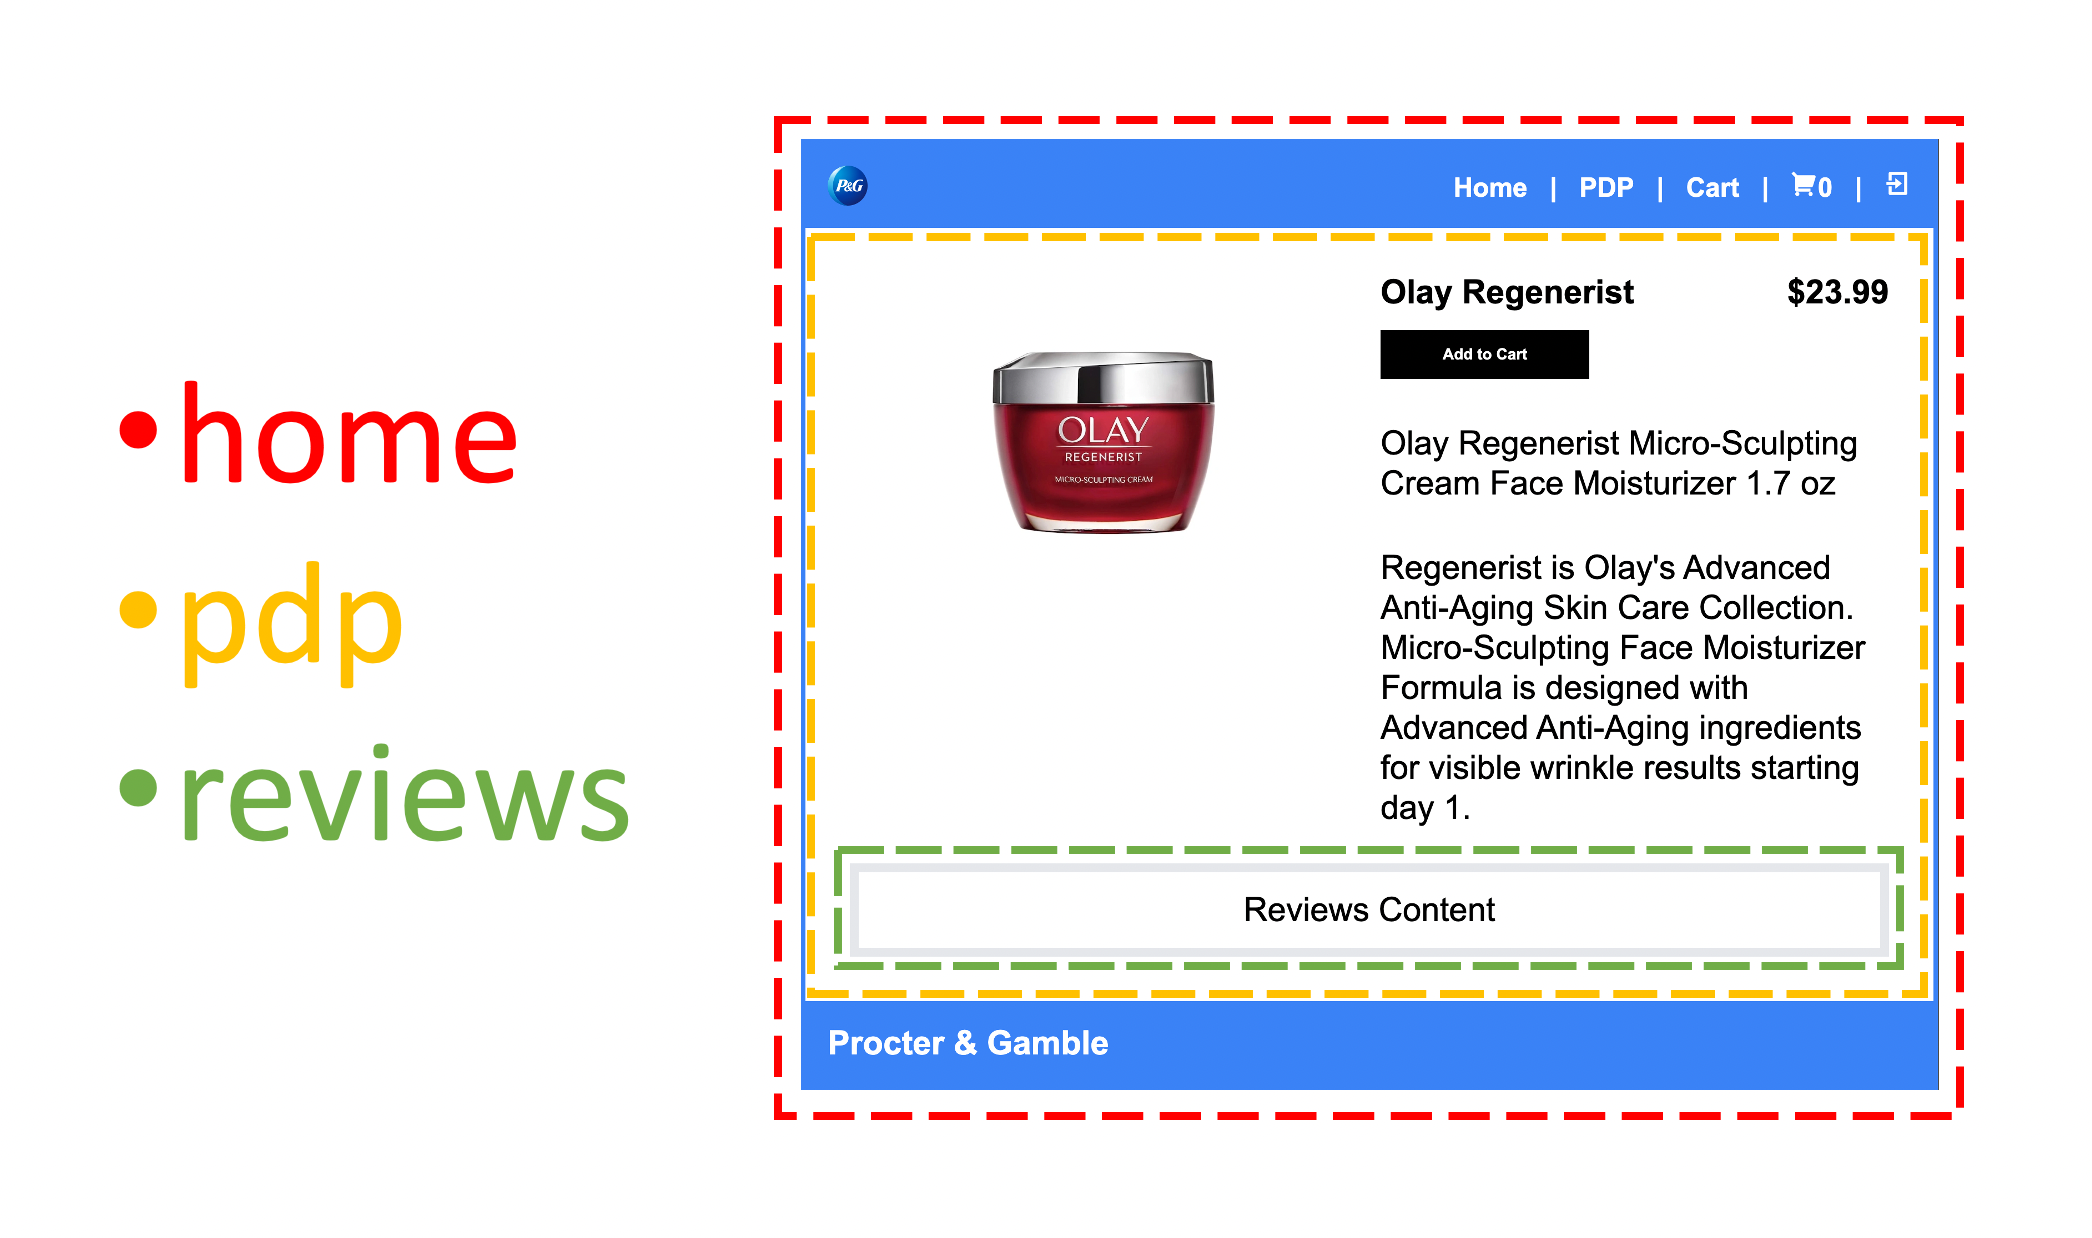 •home
•pdp
•reviews
P&G
Home | PDP | Cart | 0 |
Olay Regenerist $23.99
Add to Cart
OLAY
REGENERIST
MICRO-SCULPTING CREAM
Olay Regenerist Micro-Sculpting
Cream Face Moisturizer 1.7 oz
Regenerist is Olay's Advanced
Anti-Aging Skin Care Collection.
Micro-Sculpting Face Moisturizer
Formula is designed with
Advanced Anti-Aging ingredients
for visible wrinkle results starting
day 1.
Reviews Content
Procter & Gamble